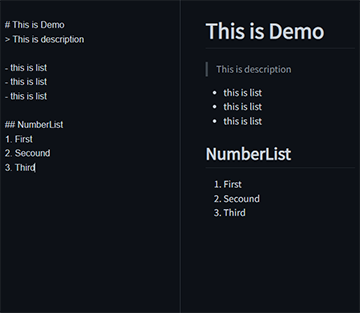 # This is Demo
> This is description
- this is list
- this is list
- this is list
## NumberList
1. First
2. Secound
3. Third
This is Demo
This is description
• this is list
• this is list
• this is list
NumberList
1. First
2. Secound
3. Third